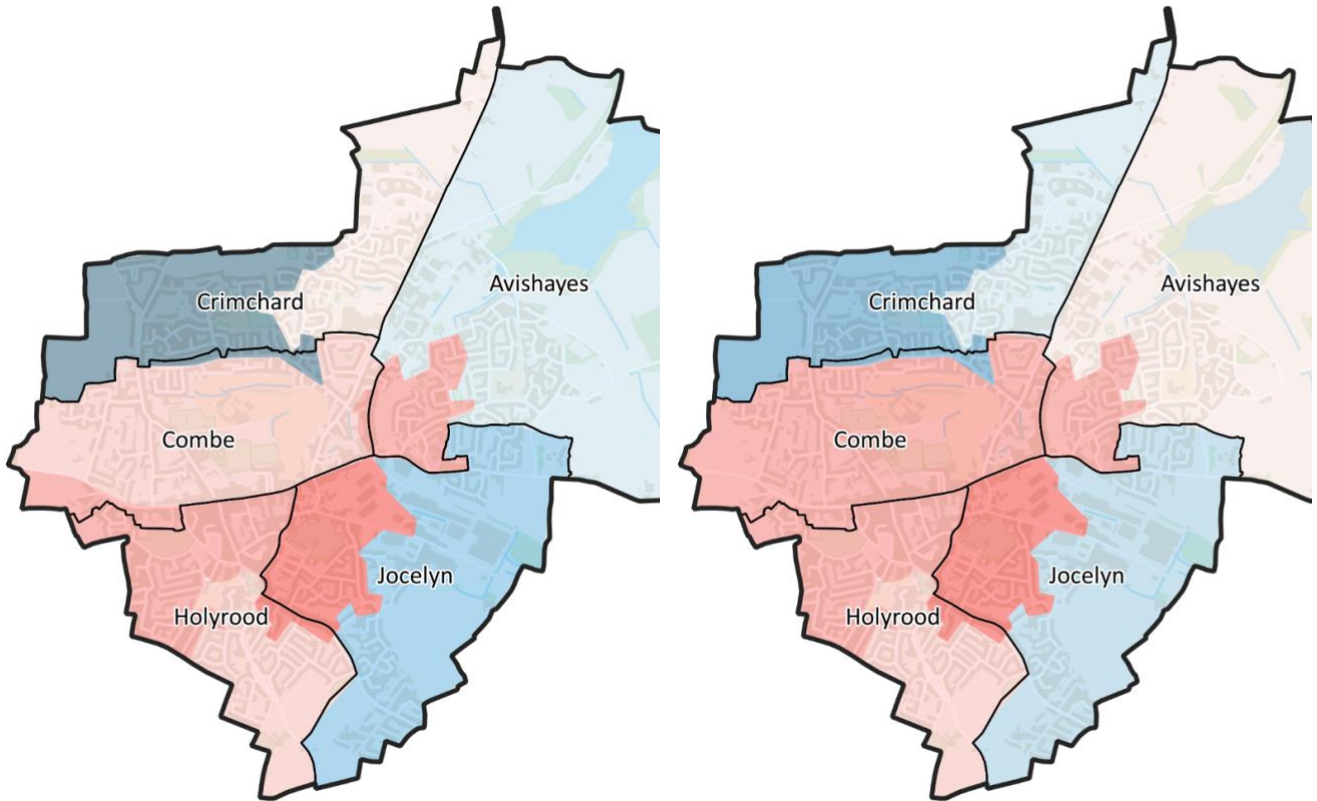 Crimchard
Avishayes
Combe
Jocelyn
Holyrood
Crimchard
Avishayes
Combe
Jocelyn
Holyrood